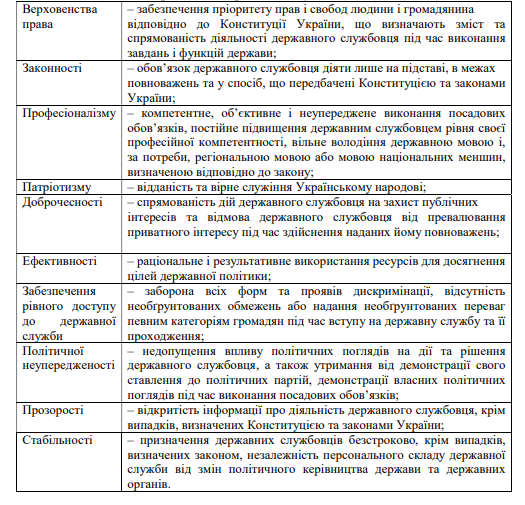 Верховенства права
– забезпечення пріоритету прав і свобод людини і громадянина
відповідно до Конституції України, що визначають зміст та
спрямованість діяльності державного службовця під час виконання
завдань і функцій держави;
Законності
– обов’язок державного службовця діяти лише на підставі, в межах
повноважень та у спосіб, що передбачені Конституцією та законами
України;
Професіоналізму
– компетентне, об’єктивне і неупереджене виконання посадових
обов’язків, постійне підвищення державним службовцем рівня своєї
професійної компетентності, вільне володіння державною мовою і,
за потреби, регіональною мовою або мовою національних меншин,
визначеною відповідно до закону;
Патріотизму
– відданість та вірне служіння Українському народові;
Доброчесності
– спрямованість дій державного службовця на захист публічних
інтересів та відмова державного службовця від превалювання
приватного інтересу під час здійснення наданих йому повноважень;
Ефективності
– раціональне і результативне використання ресурсів для досягнення
цілей державної політики;
Забезпечення
рівного доступу
до державної
служби
– заборона всіх форм та проявів дискримінації, відсутність
необґрунтованих обмежень або надання необґрунтованих переваг
певним категоріям громадян під час вступу на державну службу та її
проходження;
Політичної
неупередженості
– недопущення впливу політичних поглядів на дії та рішення
державного службовця, а також утримання від демонстрації свого
ставлення до політичних партій, демонстрації власних політичних
поглядів під час виконання посадових обов’язків;
Прозорості
– відкритість інформації про діяльність державного службовця, крім
випадків, визначених Конституцією та законами України;
Стабільності
– призначення державних службовців безстроково, крім випадків,
визначених законом, незалежність персонального складу державної
служби від змін політичного керівництва держави та державних
органів.